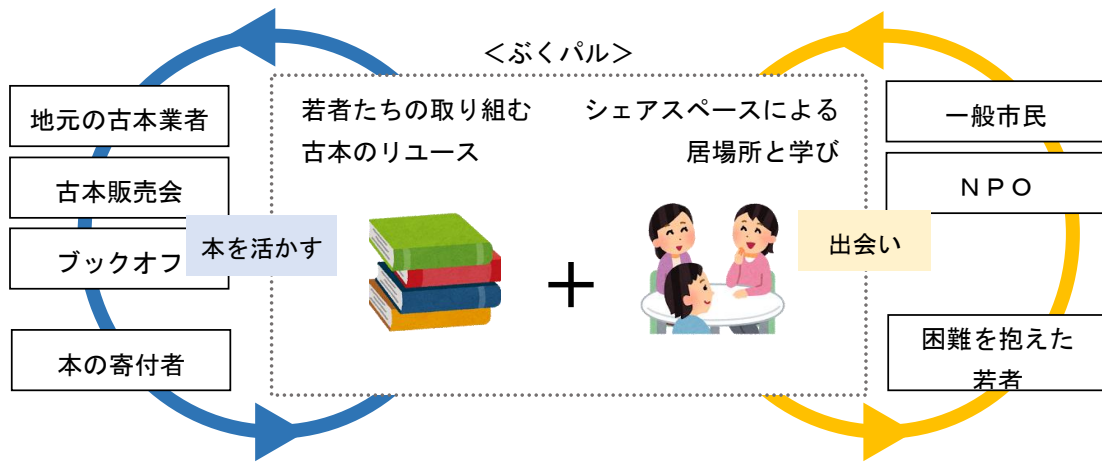 ＜ぶくパル＞
若者たちの取り組む
古本のリユース
シェアスペースによる
居場所と学び
地元の古本業者
古本販売会
ブックオフ
本の寄付者
本を活かす
＋
出会い
一般市民
ＮＰＯ
困難を抱えた
若者